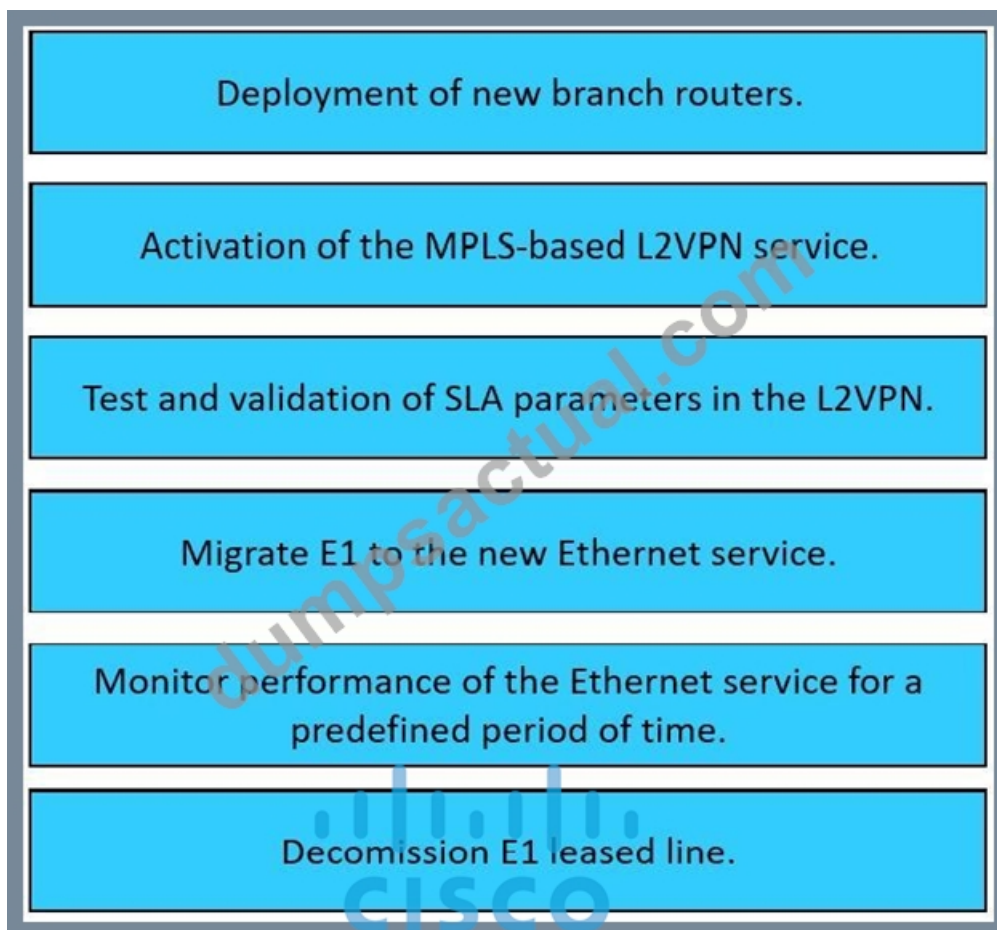 Deployment of new branch routers.
Activation of the MPLS-based L2VPN service.
Test and validation of SLA parameters in the L2VPN.
Migrate E1 to the new Ethernet service.
Monitor performance of the Ethernet service for a
predefined period of time.
Decomission E1 leased line.
dumpsactual.com
CISCO